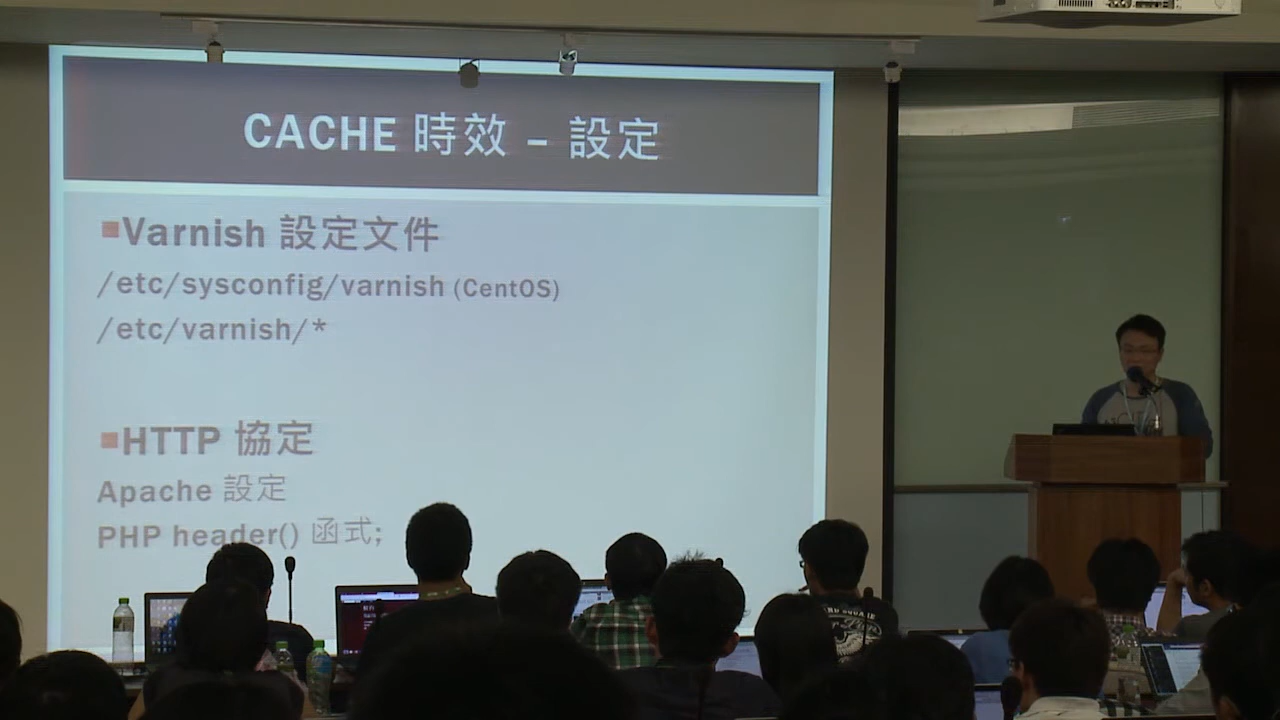 CACHE 時效 – 設定
▪Varnish 設定文件
/etc/sysconfig/varnish (CentOS)
/etc/varnish/*
▪HTTP 協定
Apache 設定
PHP header() 函式;